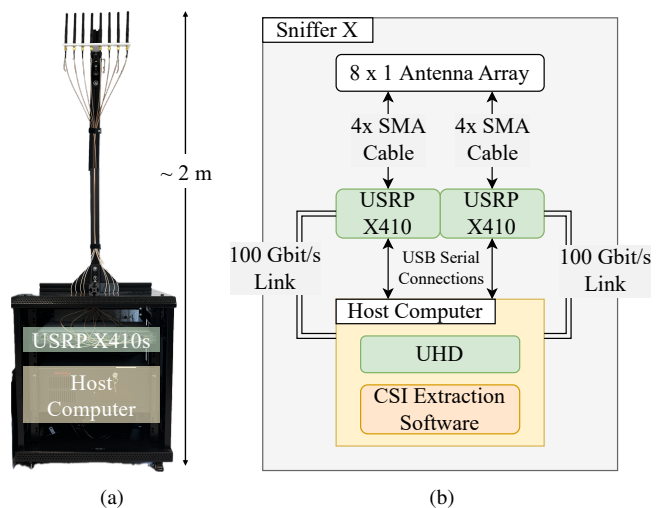 ~ 2 m
USRP X410s
Host
Computer
(a)
Sniffer X
8 x 1 Antenna Array
4x SMA
Cable
4x SMA
Cable
USRP
X410
USRP
X410
100 Gbit/s
Link
USB Serial
Connections
100 Gbit/s
Link
Host Computer
UHD
CSI Extraction
Software
(b)